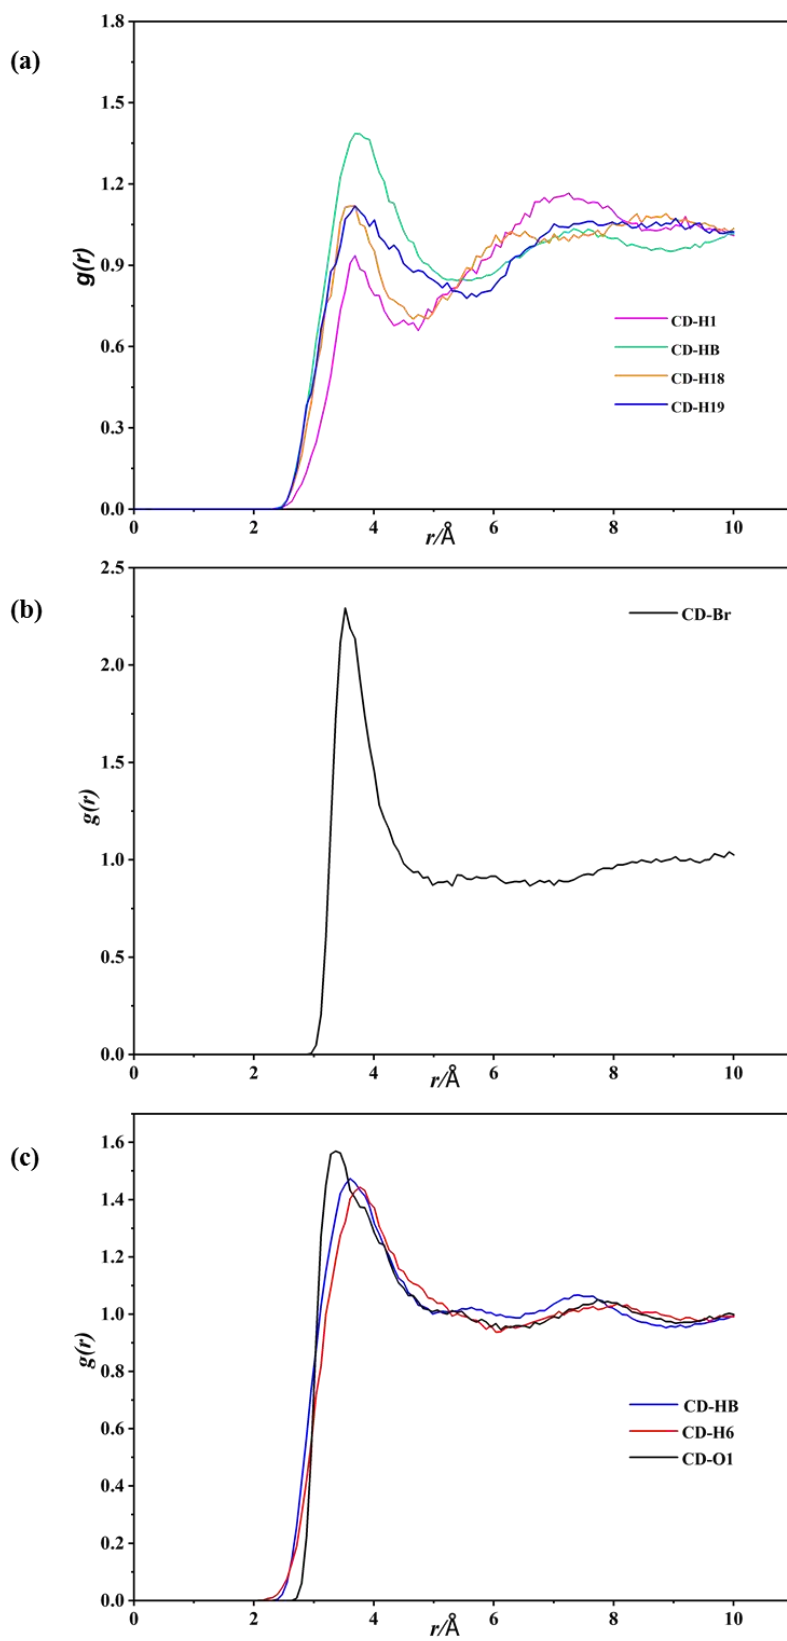 (a)
1.8
1.5
1.2
0.9
0.6
0.3
0.0
g(r)
CD-H1
CD-HB
CD-H18
CD-H19
0 2 4 6 8 10
r/Å
(b)
2.5
2.0
1.5
1.0
0.5
0.0
g(r)
CD-Br
0 2 4 6 8 10
r/Å
(c)
1.6
1.4
1.2
1.0
0.8
0.6
0.4
0.2
0.0
g(r)
CD-HB
CD-H6
CD-O1
0 2 4 6 8 10
r/Å